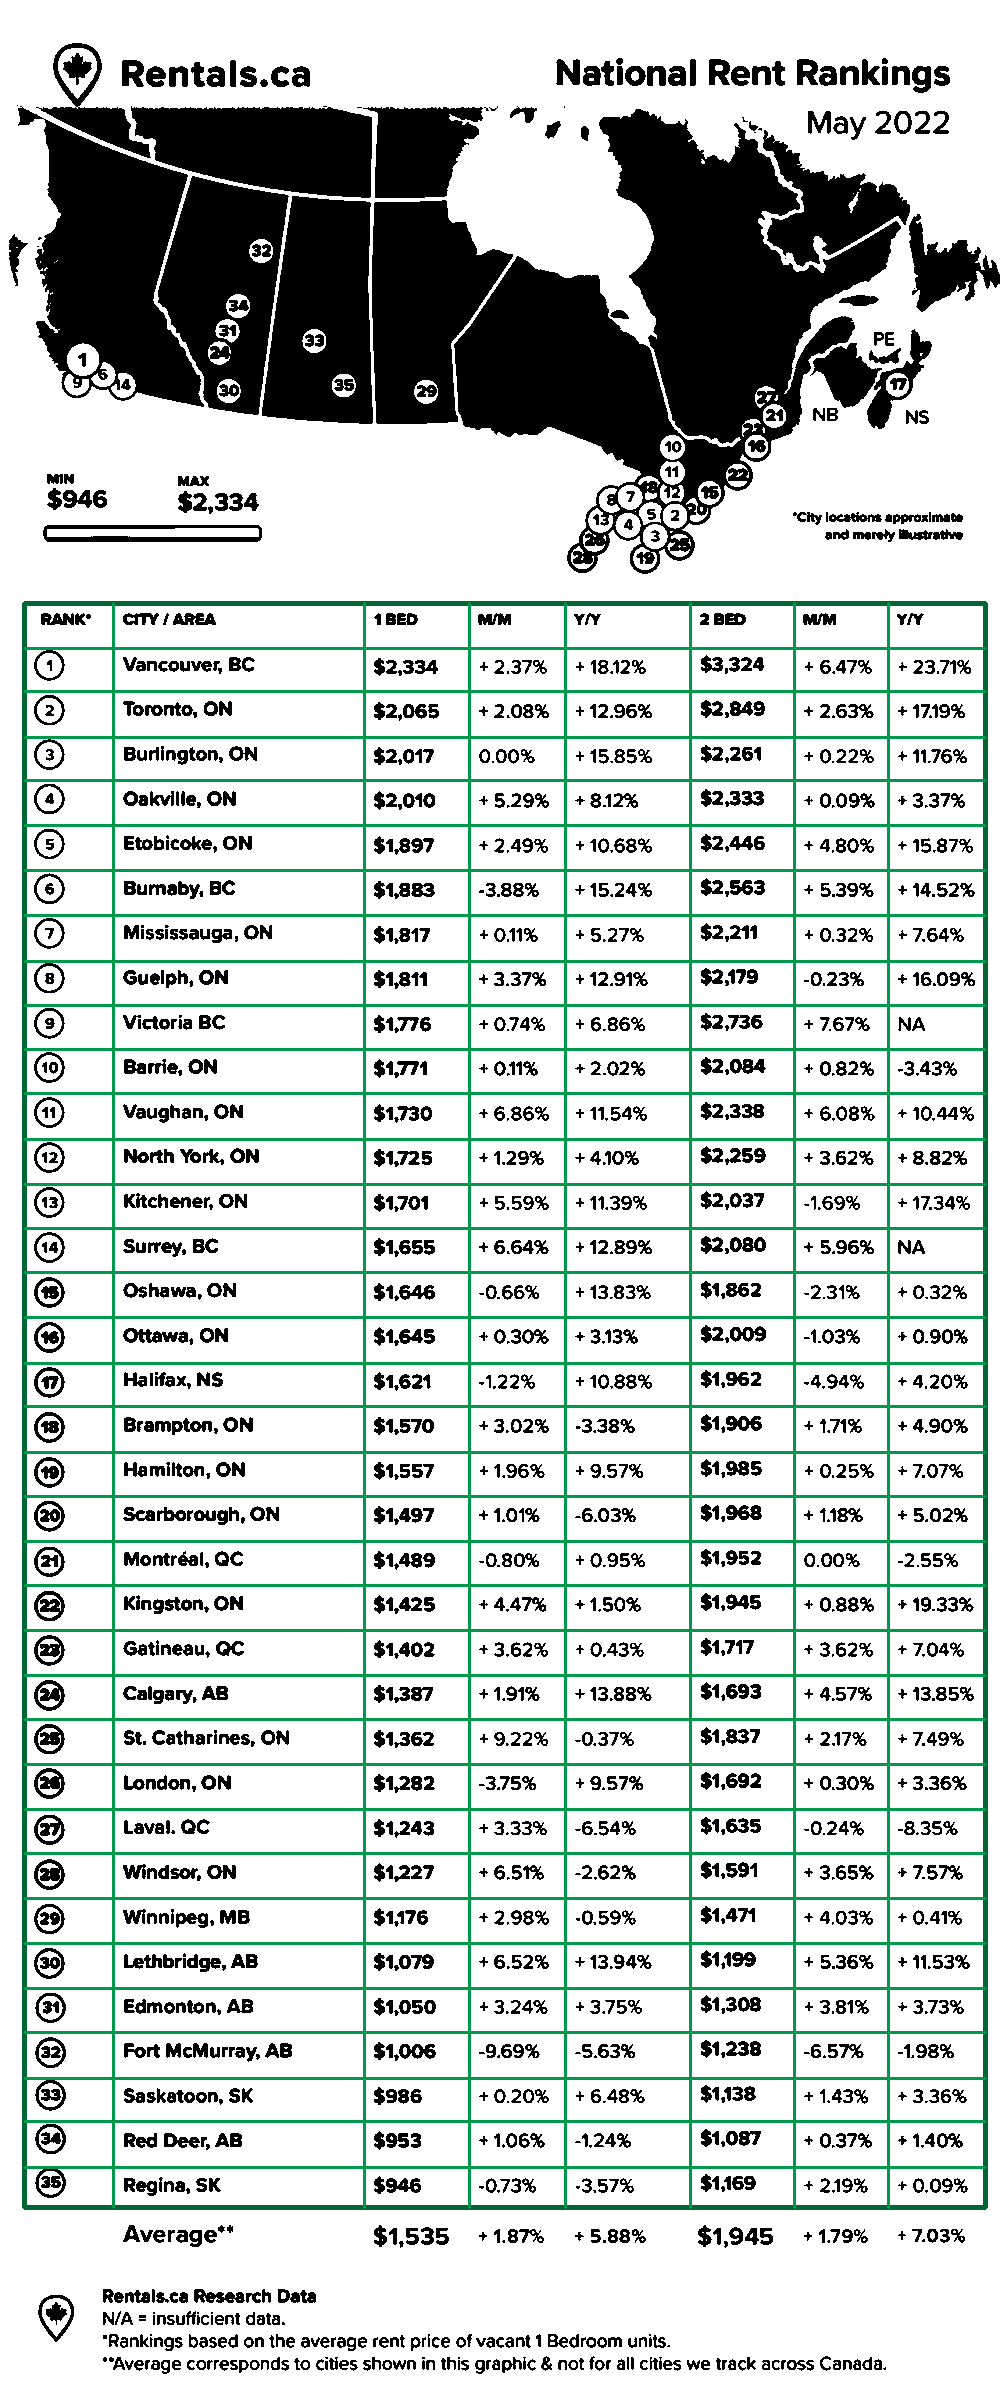 Rentals.ca
National Rent Rankings
May 2022
32
34
31
24
33
1
9
6
14
30
35
29
PE
17
27
21
NB
NS
23
10
16
11
22
18
12
15
8
7
20
13
5
2
4
3
26
25
28
19
MIN
$946
MAX
$2,334
*City locations approximate
and merely illustrative
RANK* CITY / AREA 1 BED M/M Y/Y 2 BED M/M Y/Y
1 Vancouver, BC $2,334 + 2.37% + 18.12% $3,324 + 6.47% + 23.71%
2 Toronto, ON $2,065 + 2.08% + 12.96% $2,849 + 2.63% + 17.19%
3 Burlington, ON $2,017 0.00% + 15.85% $2,261 + 0.22% + 11.76%
4 Oakville, ON $2,010 + 5.29% + 8.12% $2,333 + 0.09% + 3.37%
5 Etobicoke, ON $1,897 + 2.49% + 10.68% $2,446 + 4.80% + 15.87%
6 Burnaby, BC $1,883 -3.88% + 15.24% $2,563 + 5.39% + 14.52%
7 Mississauga, ON $1,817 + 0.11% + 5.27% $2,211 + 0.32% + 7.64%
8 Guelph, ON $1,811 + 3.37% + 12.91% $2,179 -0.23% + 16.09%
9 Victoria BC $1,776 + 0.74% + 6.86% $2,736 + 7.67% NA
10 Barrie, ON $1,771 + 0.11% + 2.02% $2,084 + 0.82% -3.43%
11 Vaughan, ON $1,730 + 6.86% + 11.54% $2,338 + 6.08% + 10.44%
12 North York, ON $1,725 + 1.29% + 4.10% $2,259 + 3.62% + 8.82%
13 Kitchener, ON $1,701 + 5.59% + 11.39% $2,037 -1.69% + 17.34%
14 Surrey, BC $1,655 + 6.64% + 12.89% $2,080 + 5.96% NA
15 Oshawa, ON $1,646 -0.66% + 13.83% $1,862 -2.31% + 0.32%
16 Ottawa, ON $1,645 + 0.30% + 3.13% $2,009 -1.03% + 0.90%
17 Halifax, NS $1,621 -1.22% + 10.88% $1,962 -4.94% + 4.20%
18 Brampton, ON $1,570 + 3.02% -3.38% $1,906 + 1.71% + 4.90%
19 Hamilton, ON $1,557 + 1.96% + 9.57% $1,985 + 0.25% + 7.07%
20 Scarborough, ON $1,497 + 1.01% -6.03% $1,968 + 1.18% + 5.02%
21 Montréal, QC $1,489 -0.80% + 0.95% $1,952 0.00% -2.55%
22 Kingston, ON $1,425 + 4.47% + 1.50% $1,945 + 0.88% + 19.33%
23 Gatineau, QC $1,402 + 3.62% + 0.43% $1,717 + 3.62% + 7.04%
24 Calgary, AB $1,387 + 1.91% + 13.88% $1,693 + 4.57% + 13.85%
25 St. Catharines, ON $1,362 + 9.22% -0.37% $1,837 + 2.17% + 7.49%
26 London, ON $1,282 -3.75% + 9.57% $1,692 + 0.30% + 3.36%
27 Laval. QC $1,243 + 3.33% -6.54% $1,635 -0.24% -8.35%
28 Windsor, ON $1,227 + 6.51% -2.62% $1,591 + 3.65% + 7.57%
29 Winnipeg, MB $1,176 + 2.98% -0.59% $1,471 + 4.03% + 0.41%
30 Lethbridge, AB $1,079 + 6.52% + 13.94% $1,199 + 5.36% + 11.53%
31 Edmonton, AB $1,050 + 3.24% + 3.75% $1,308 + 3.81% + 3.73%
32 Fort McMurray, AB $1,006 -9.69% -5.63% $1,238 -6.57% -1.98%
33 Saskatoon, SK $986 + 0.20% + 6.48% $1,138 + 1.43% + 3.36%
34 Red Deer, AB $953 + 1.06% -1.24% $1,087 + 0.37% + 1.40%
35 Regina, SK $946 -0.73% -3.57% $1,169 + 2.19% + 0.09%
Average** $1,535 + 1.87% + 5.88% $1,945 + 1.79% + 7.03%
Rentals.ca Research Data
N/A = insufficient data.
*Rankings based on the average rent price of vacant 1 Bedroom units.
**Average corresponds to cities shown in this graphic & not for all cities we track across Canada.